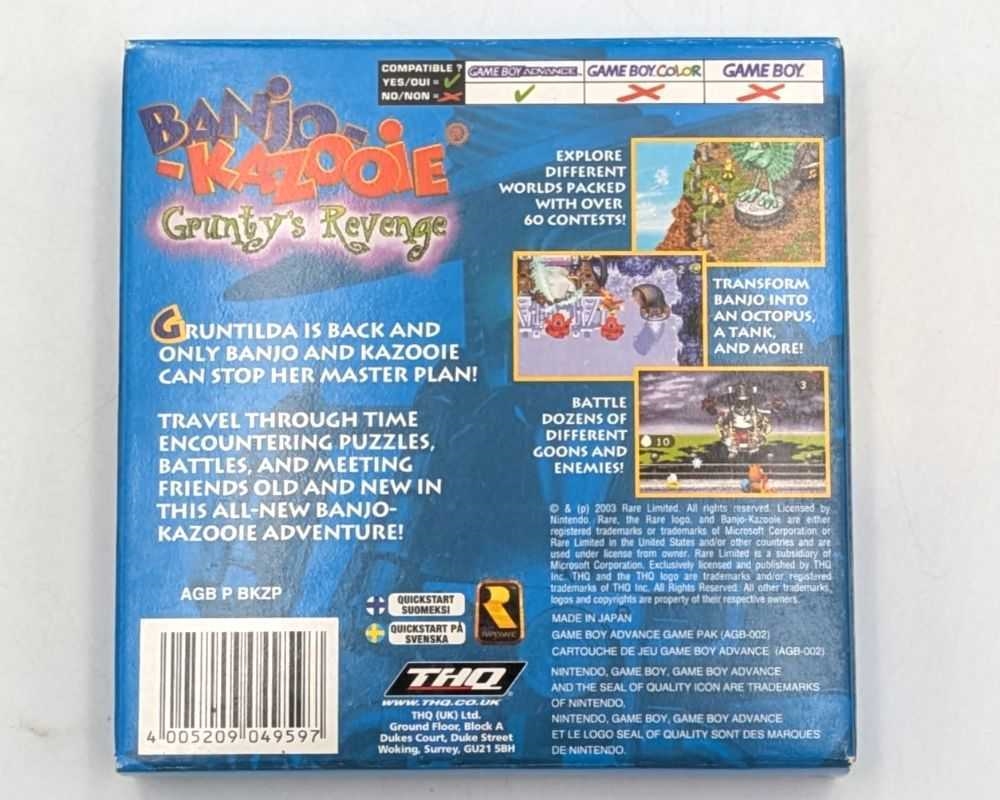 COMPATIBLE ?
YES/OUI =
NO/NON =
GAME BOY ADVANCE
GAME BOY COLOR
GAME BOY
BANJO-
-KAZOOIE
Grunty's Revenge
EXPLORE
DIFFERENT
WORLDS PACKED
WITH OVER
60 CONTESTS!
TRANSFORM
BANJO INTO
AN OCTOPUS,
A TANK,
AND MORE!
BATTLE
DOZENS OF
DIFFERENT
GOONS AND
ENEMIES!
3
10
GRUNTILDA IS BACK AND
ONLY BANJO AND KAZOOIE
CAN STOP HER MASTER PLAN!
TRAVEL THROUGH TIME
ENCOUNTERING PUZZLES,
BATTLES, AND MEETING
FRIENDS OLD AND NEW IN
THIS ALL-NEW BANJO-
KAZOOIE ADVENTURE!
AGB P BKZP
QUICKSTART
SUOMEKSI
QUICKSTART PÅ
SVENSKA
RAREWARE
THQ
WWW.THQ.CO.UK
THQ (UK) Ltd.
Ground Floor, Block A
Dukes Court, Duke Street
Woking, Surrey, GU21 5BH
4 005209 049597
© & (p) 2003 Rare Limited. All rights reserved. Licensed by
Nintendo. Rare, the Rare logo, and Banjo-Kazooie are either
registered trademarks or trademarks of Microsoft Corporation or
Rare Limited in the United States and/or other countries and are
used under license from owner. Rare Limited is a subsidiary of
Microsoft Corporation. Exclusively licensed and published by THQ
Inc. THQ and the THQ logo are trademarks and/or registered
trademarks of THQ Inc. All Rights Reserved. All other trademarks,
logos and copyrights are property of their respective owners.
MADE IN JAPAN
GAME BOY ADVANCE GAME PAK (AGB-002)
CARTOUCHE DE JEU GAME BOY ADVANCE (AGB-002)
NINTENDO, GAME BOY, GAME BOY ADVANCE
AND THE SEAL OF QUALITY ICON ARE TRADEMARKS
OF NINTENDO.
NINTENDO, GAME BOY, GAME BOY ADVANCE
ET LE LOGO SEAL OF QUALITY SONT DES MARQUES
DE NINTENDO.